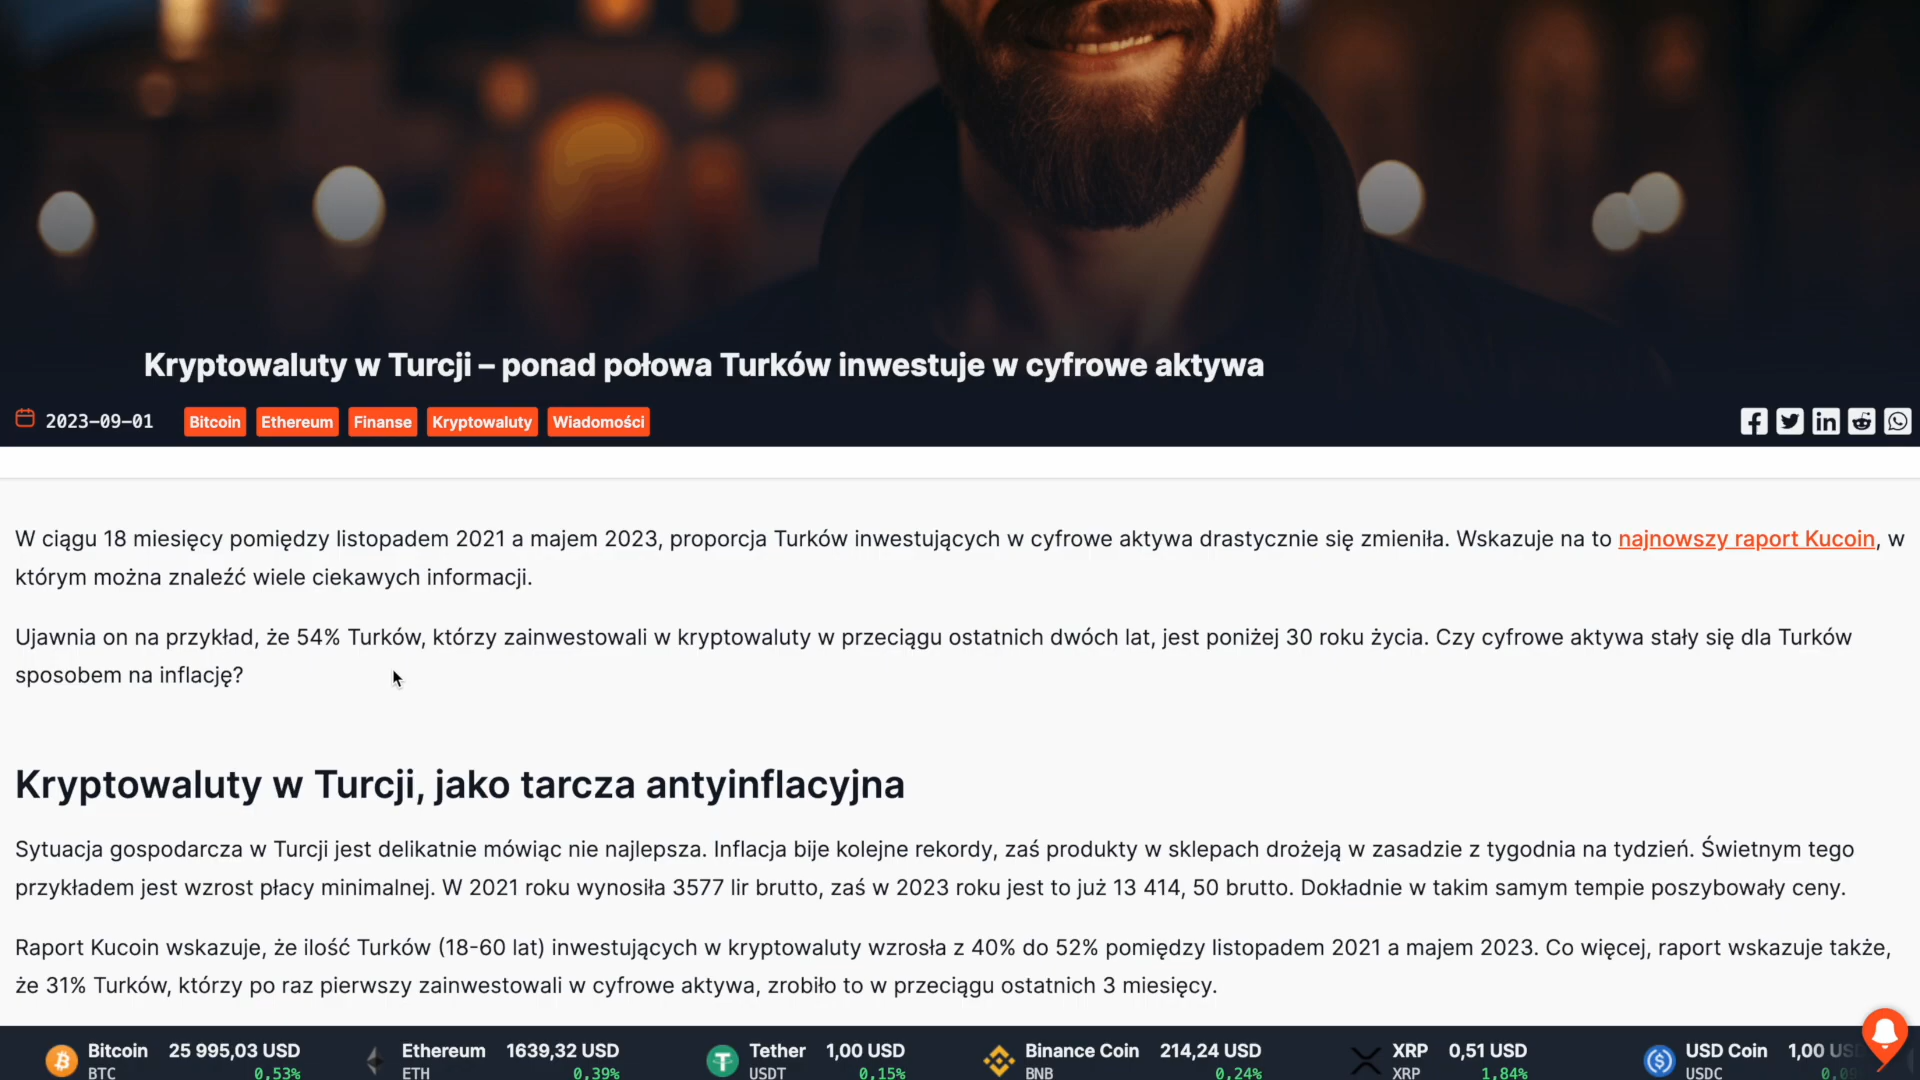 Kryptowaluty w Turcji – ponad połowa Turków inwestuje w cyfrowe aktywa
2023-09-01 Bitcoin Ethereum Finanse Kryptowaluty Wiadomości
W ciągu 18 miesięcy pomiędzy listopadem 2021 a majem 2023, proporcja Turków inwestujących w cyfrowe aktywa drastycznie się zmieniła. Wskazuje na to najnowszy raport Kucoin, w
którym można znaleźć wiele ciekawych informacji.
Ujawnia on na przykład, że 54% Turków, którzy zainwestowali w kryptowaluty w przeciągu ostatnich dwóch lat, jest poniżej 30 roku życia. Czy cyfrowe aktywa stały się dla Turków
sposobem na inflację?
Kryptowaluty w Turcji, jako tarcza antyinflacyjna
Sytuacja gospodarcza w Turcji jest delikatnie mówiąc nie najlepsza. Inflacja bije kolejne rekordy, zaś produkty w sklepach drożeją w zasadzie z tygodnia na tydzień. Świetnym tego
przykładem jest wzrost płacy minimalnej. W 2021 roku wynosiła 3577 lir brutto, zaś w 2023 roku jest to już 13 414, 50 brutto. Dokładnie w takim samym tempie poszybowały ceny.
Raport Kucoin wskazuje, że ilość Turków (18-60 lat) inwestujących w kryptowaluty wzrosła z 40% do 52% pomiędzy listopadem 2021 a majem 2023. Co więcej, raport wskazuje także,
że 31% Turków, którzy po raz pierwszy zainwestowali w cyfrowe aktywa, zrobiło to w przeciągu ostatnich 3 miesięcy.
Bitcoin 25 995,03 USD Ethereum 1639,32 USD Tether 1,00 USD Binance Coin 214,24 USD XRP 0,51 USD USD Coin 1,00
BTC 0,53% ETH 0,39% USDT 0,15% BNB 0,24% XRP 1,84% USDC